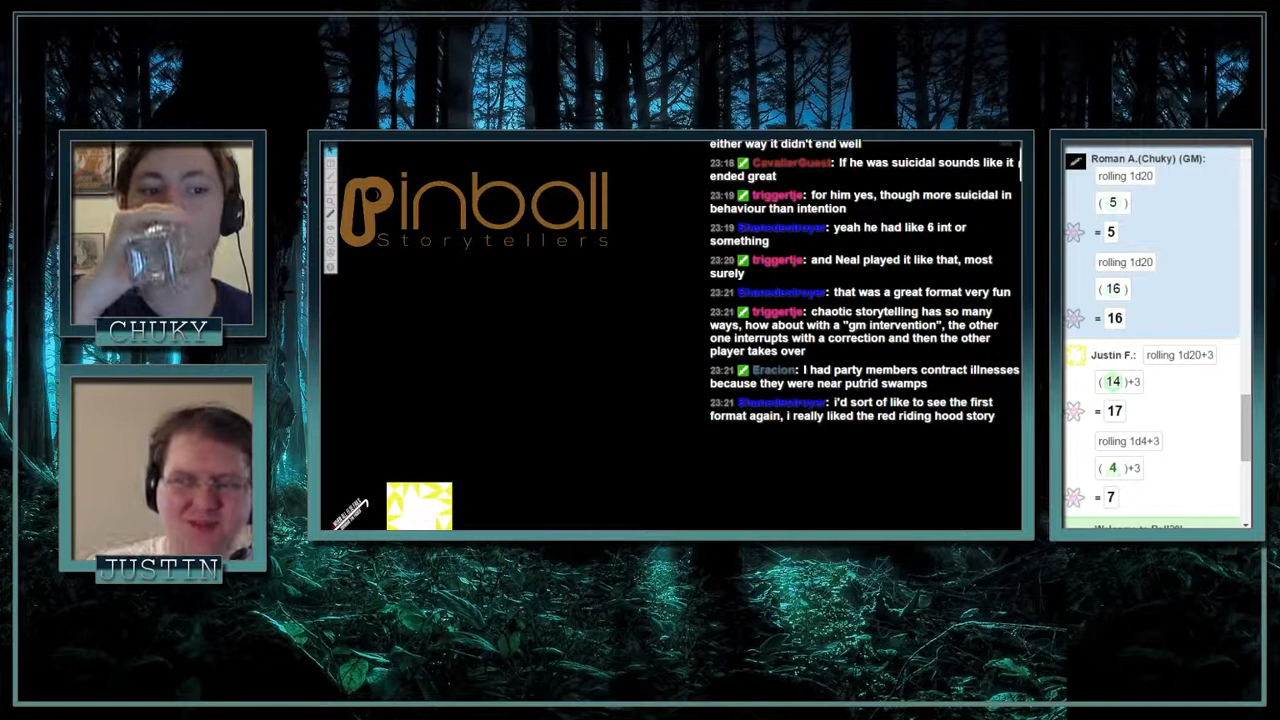 CHUKY
JUSTIN
pinball
Storytellers
either way it didn't end well
23:18 CavalierGuest: If he was suicidal sounds like it
ended great
23:19 triggertje: for him yes, though more suicidal in
behaviour than intention
23:19 Shanedestroyer: yeah he had like 6 int or
something
23:20 triggertje: and Neal played it like that, most
surely
23:21 Shanedestroyer: that was a great format very fun
23:21 triggertje: chaotic storytelling has so many
ways, how about with a "gm intervention", the other
one interrupts with a correction and then the other
player takes over
23:21 Eracion: I had party members contract illnesses
because they were near putrid swamps
23:21 Shanedestroyer: i'd sort of like to see the first
format again, i really liked the red riding hood story
Roman A.(Chuky) (GM):
rolling 1d20
( 5 )
= 5
rolling 1d20
( 16 )
= 16
Justin F.: rolling 1d20+3
( 14 )+3
= 17
rolling 1d4+3
( 4 )+3
= 7